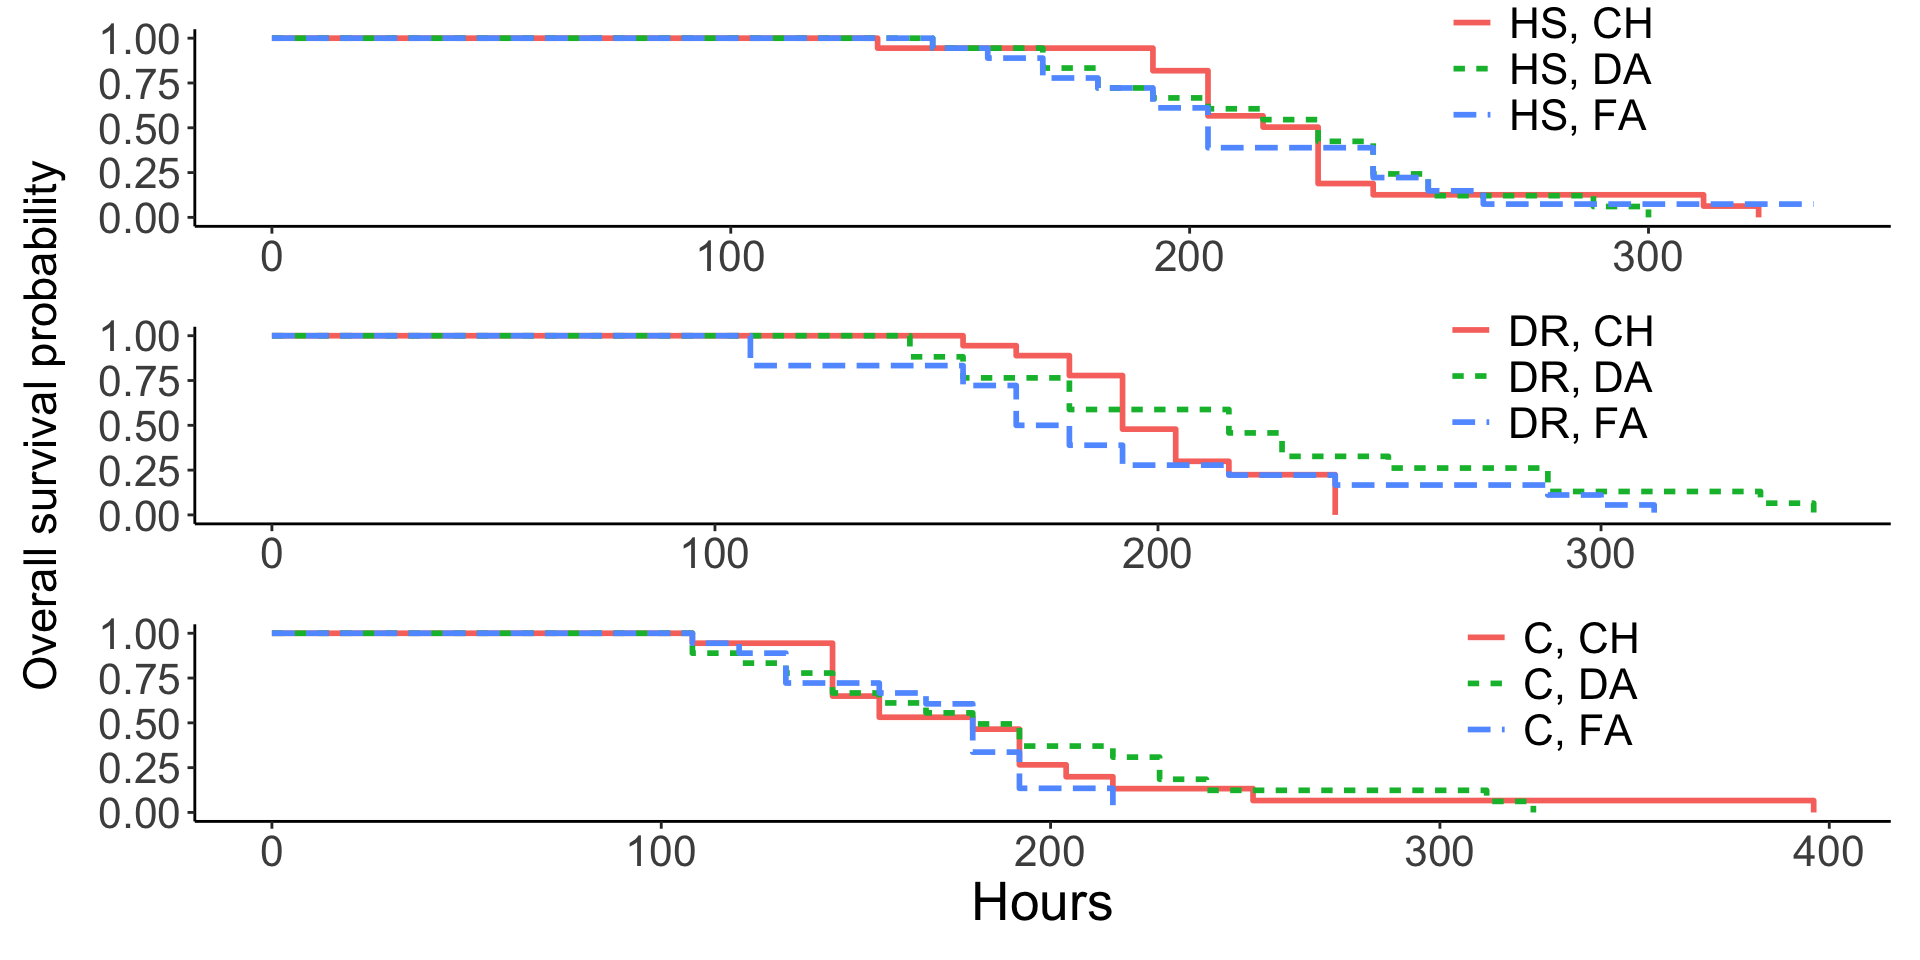 Overall survival probability
1.00
0.75
0.50
0.25
0.00
0 100 200 300
HS, CH
HS, DA
HS, FA
1.00
0.75
0.50
0.25
0.00
0 100 200 300
DR, CH
DR, DA
DR, FA
1.00
0.75
0.50
0.25
0.00
0 100 200 300 400
C, CH
C, DA
C, FA
Hours